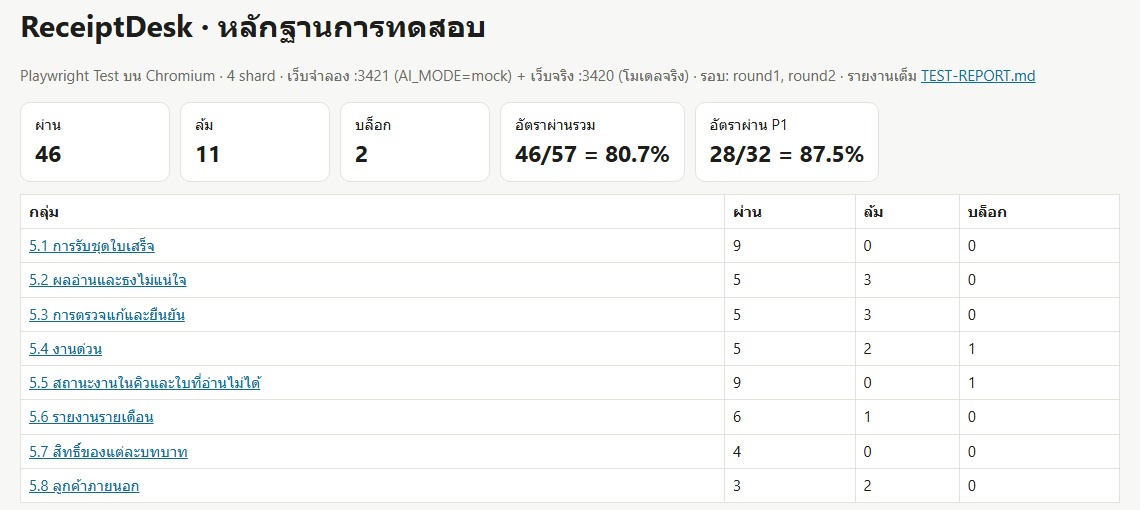 ReceiptDesk · หลักฐานการทดสอบ
Playwright Test บน Chromium · 4 shard · เว็บจำลอง :3421 (AI_MODE=mock) + เว็บจริง :3420 (โมเดลจริง) · รอบ: round1, round2 · รายงานเต็ม TEST-REPORT.md
ผ่าน ล้ม บล็อก อัตราผ่านรวม อัตราผ่าน P1
46 11 2 46/57 = 80.7% 28/32 = 87.5%
กลุ่ม ผ่าน ล้ม บล็อก
5.1 การรับชุดใบเสร็จ 9 0 0
5.2 ผลอ่านและธงไม่แน่ใจ 5 3 0
5.3 การตรวจแก้และยืนยัน 5 3 0
5.4 งานด่วน 5 2 1
5.5 สถานะงานในคิวและใบที่อ่านไม่ได้ 9 0 1
5.6 รายงานรายเดือน 6 1 0
5.7 สิทธิ์ของแต่ละบทบาท 4 0 0
5.8 ลูกค้าภายนอก 3 2 0